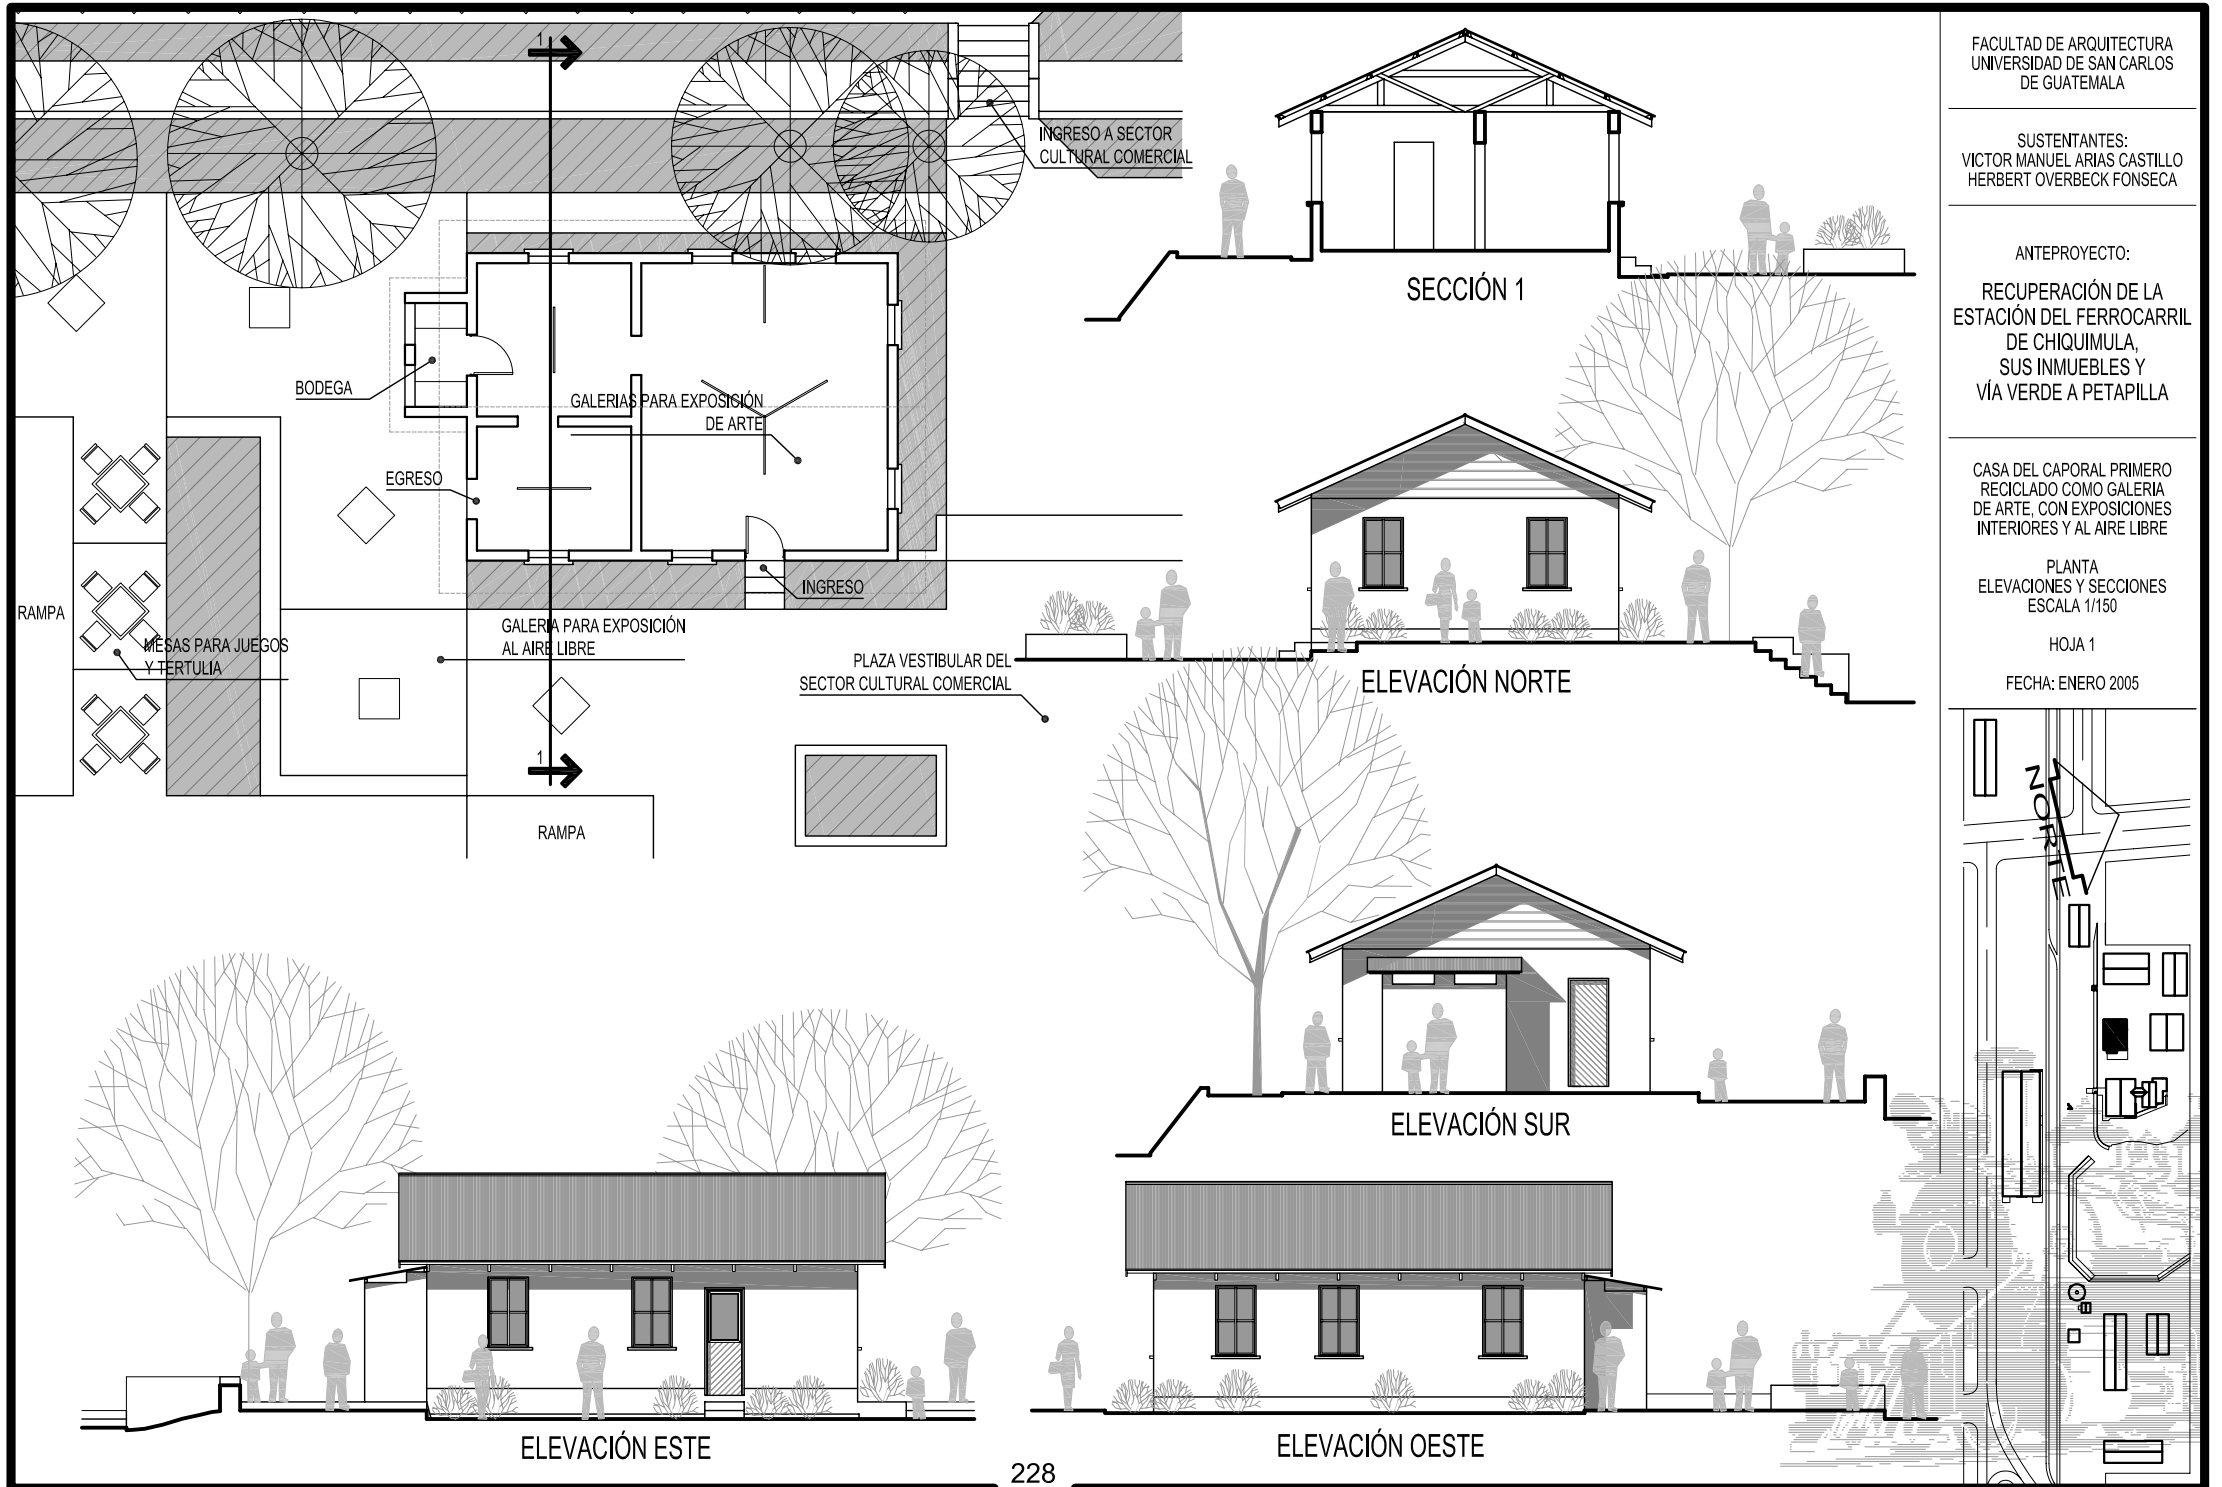 1
INGRESO A SECTOR
CULTURAL COMERCIAL
BODEGA
GALERIAS PARA EXPOSICIÓN
DE ARTE
EGRESO
INGRESO
RAMPA
MESAS PARA JUEGOS
Y TERTULIA
GALERIA PARA EXPOSICIÓN
AL AIRE LIBRE
PLAZA VESTIBULAR DEL
SECTOR CULTURAL COMERCIAL
1
RAMPA
SECCIÓN 1
ELEVACIÓN NORTE
ELEVACIÓN SUR
ELEVACIÓN ESTE
ELEVACIÓN OESTE
228
FACULTAD DE ARQUITECTURA
UNIVERSIDAD DE SAN CARLOS
DE GUATEMALA
SUSTENTANTES:
VICTOR MANUEL ARIAS CASTILLO
HERBERT OVERBECK FONSECA
ANTEPROYECTO:
RECUPERACIÓN DE LA
ESTACIÓN DEL FERROCARRIL
DE CHIQUIMULA,
SUS INMUEBLES Y
VÍA VERDE A PETAPILLA
CASA DEL CAPORAL PRIMERO
RECICLADO COMO GALERIA
DE ARTE, CON EXPOSICIONES
INTERIORES Y AL AIRE LIBRE
PLANTA
ELEVACIONES Y SECCIONES
ESCALA 1/150
HOJA 1
FECHA: ENERO 2005
NORTE